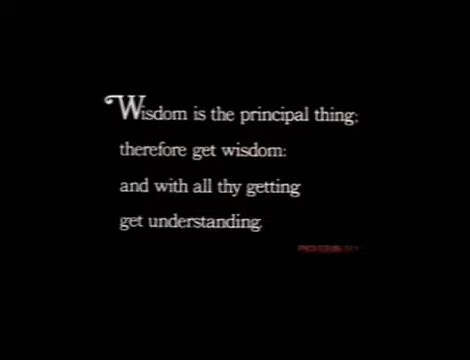 Wisdom is the principal thing;
therefore get wisdom:
and with all thy getting
get understanding.